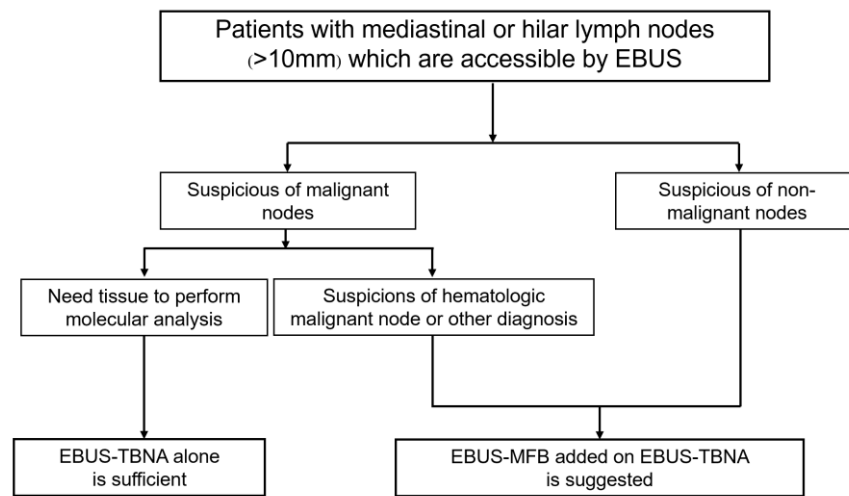 Patients with mediastinal or hilar lymph nodes
(>10mm) which are accessible by EBUS
Suspicious of malignant
nodes
Suspicious of non-
malignant nodes
Need tissue to perform
molecular analysis
Suspicions of hematologic
malignant node or other diagnosis
EBUS-TBNA alone
is sufficient
EBUS-MFB added on EBUS-TBNA
is suggested